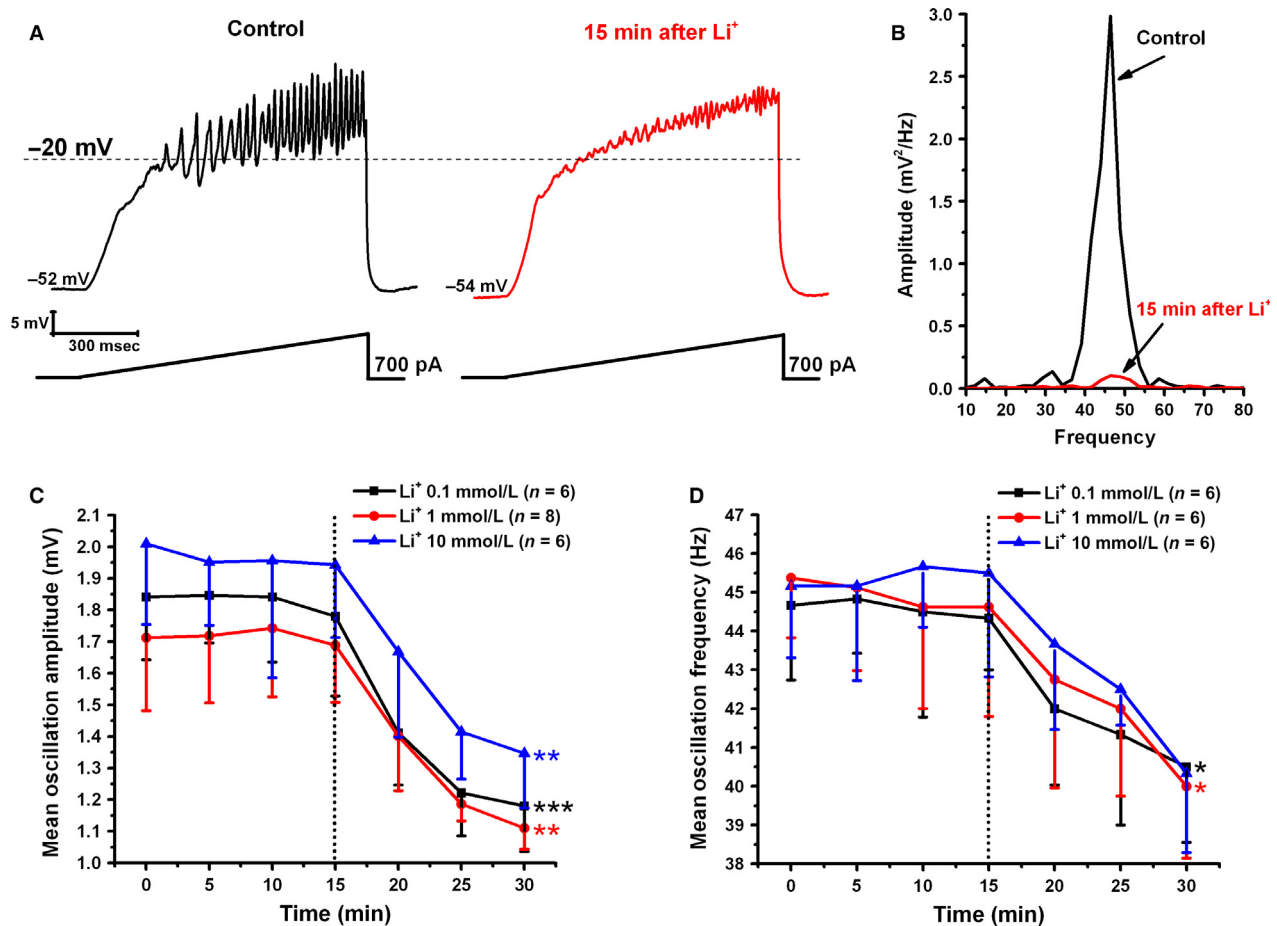 A
Control
15 min after Li⁺
–20 mV
–52 mV
–54 mV
5 mV
300 msec
700 pA
700 pA
B
Control
15 min after Li⁺
Amplitude (mV²/Hz)
3.0
2.5
2.0
1.5
1.0
0.5
0.0
10 20 30 40 50 60 70 80
Frequency
C
Li⁺ 0.1 mmol/L (n = 6)
Li⁺ 1 mmol/L (n = 8)
Li⁺ 10 mmol/L (n = 6)
Mean oscillation amplitude (mV)
2.1
2.0
1.9
1.8
1.7
1.6
1.5
1.4
1.3
1.2
1.1
1.0
**
***
**
0 5 10 15 20 25 30
Time (min)
D
Li⁺ 0.1 mmol/L (n = 6)
Li⁺ 1 mmol/L (n = 6)
Li⁺ 10 mmol/L (n = 6)
Mean oscillation frequency (Hz)
47
46
45
44
43
42
41
40
39
38
*
*
0 5 10 15 20 25 30
Time (min)